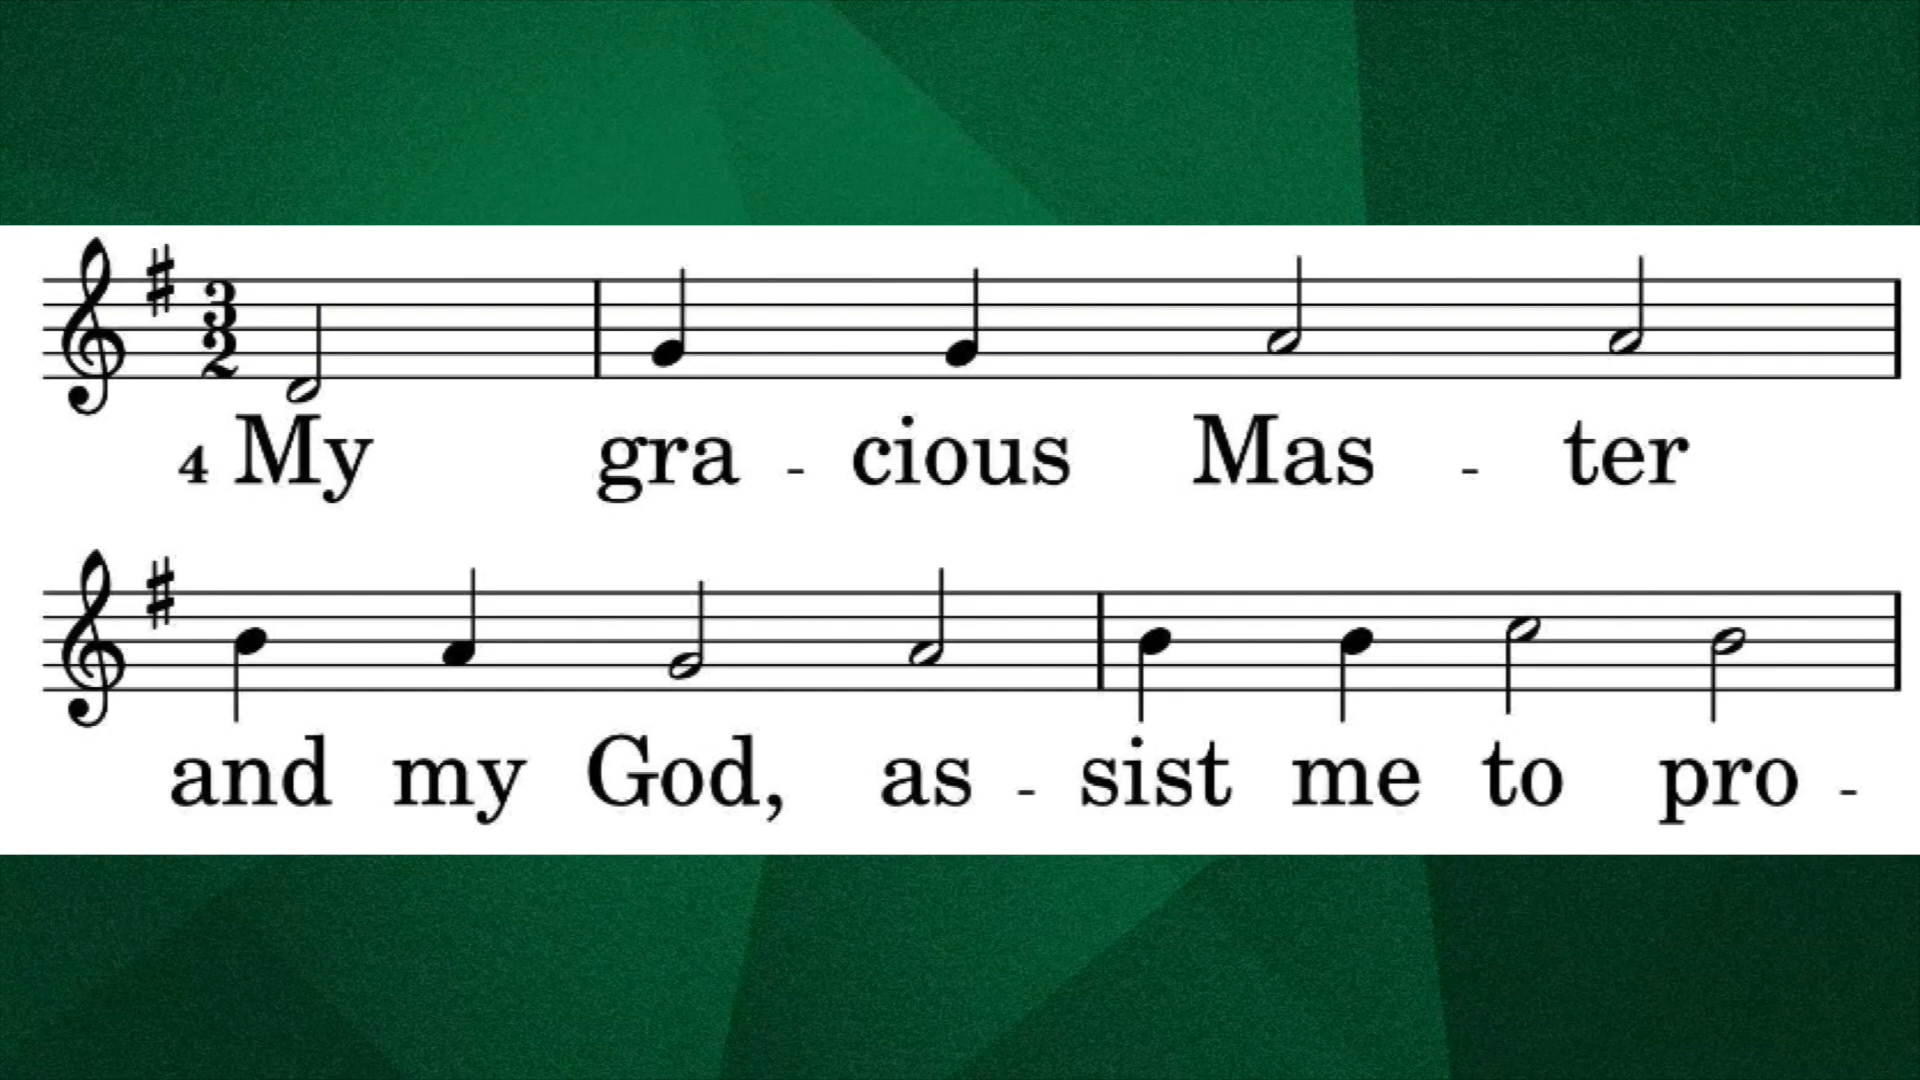 4 My gra - cious Mas - ter
and my God, as - sist me to pro -